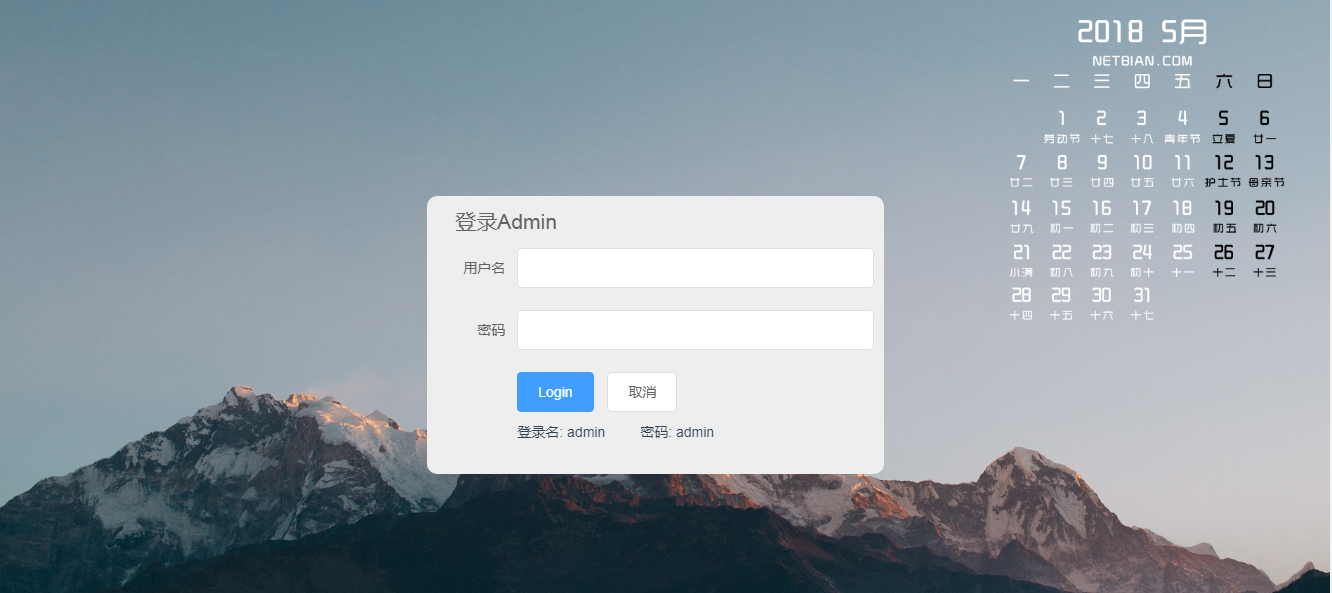 2018 5月
NETBIAN.COM
一 二 三 四 五 六 日
1 2 3 4 5 6
劳动节 十七 十八 青年节 立夏 廿一
7 8 9 10 11 12 13
廿二 廿三 廿四 廿五 廿六 护士节 母亲节
14 15 16 17 18 19 20
廿九 初一 初二 初三 初四 初五 初六
21 22 23 24 25 26 27
小满 初八 初九 初十 十一 十二 十三
28 29 30 31
十四 十五 十六 十七
登录Admin
用户名
密码
Login 取消
登录名: admin 密码: admin